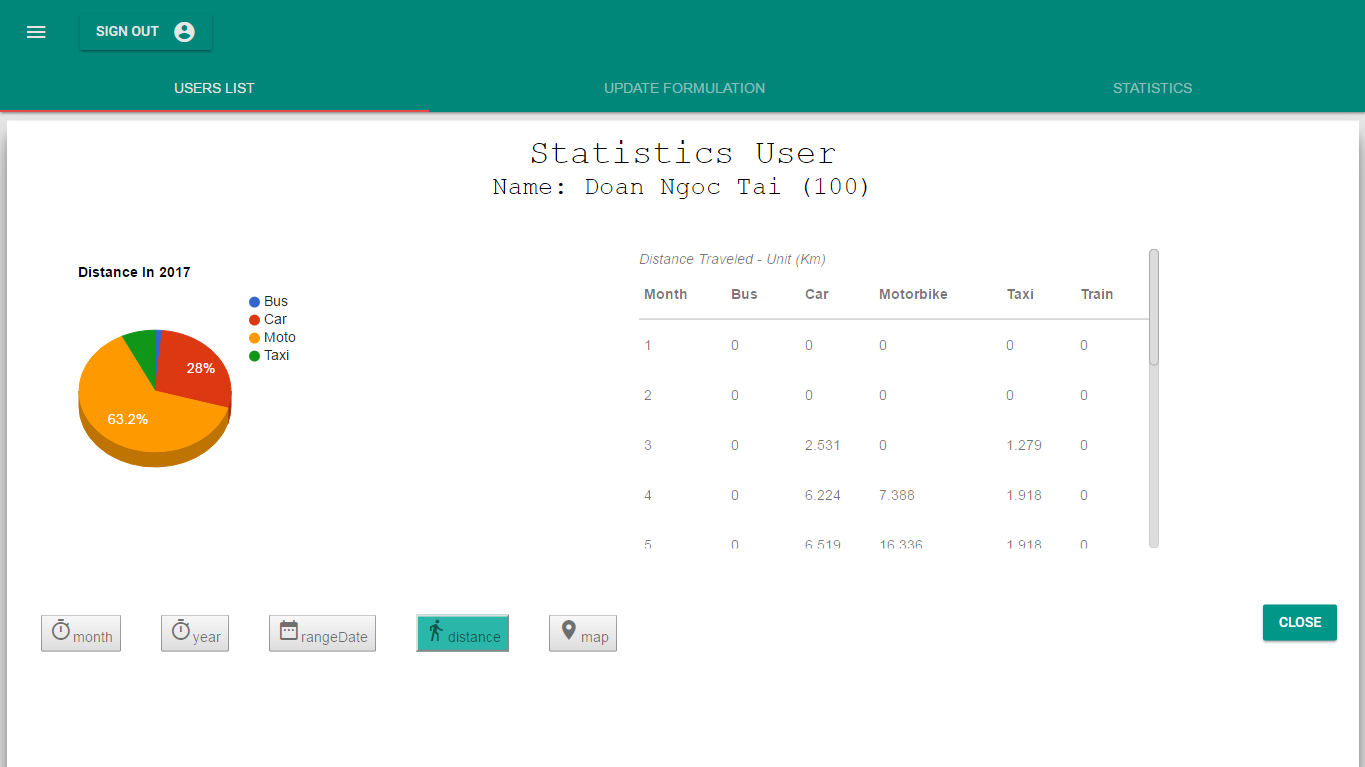 SIGN OUT
USERS LIST UPDATE FORMULATION STATISTICS
Statistics User
Name: Doan Ngoc Tai (100)
Distance In 2017
Bus
Car
Moto
Taxi
28%
63.2%
Distance Traveled - Unit (Km)
Month Bus Car Motorbike Taxi Train
1 0 0 0 0 0
2 0 0 0 0 0
3 0 2.531 0 1.279 0
4 0 6.224 7.388 1.918 0
5 0 6.519 16.336 1.918 0
month year rangeDate distance map
CLOSE